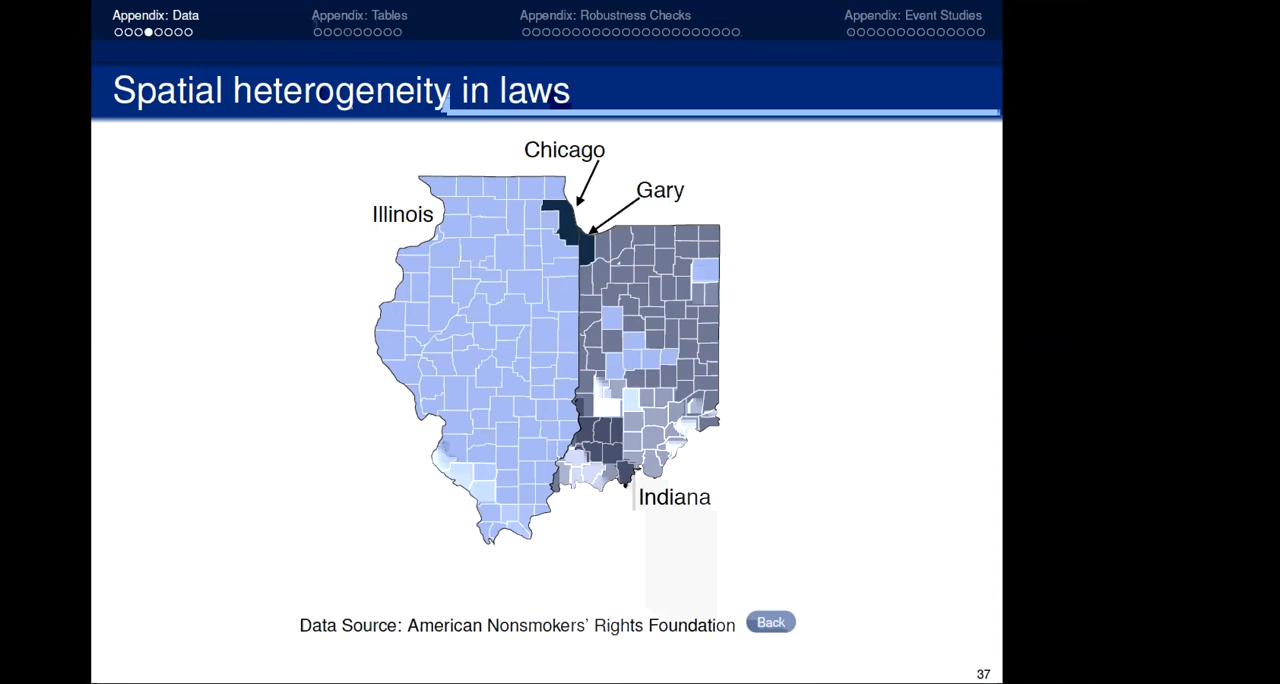 Appendix: Data
Appendix: Tables
Appendix: Robustness Checks
Appendix: Event Studies
Spatial heterogeneity in laws
Chicago
Gary
Illinois
Indiana
Data Source: American Nonsmokers' Rights Foundation
Back
37